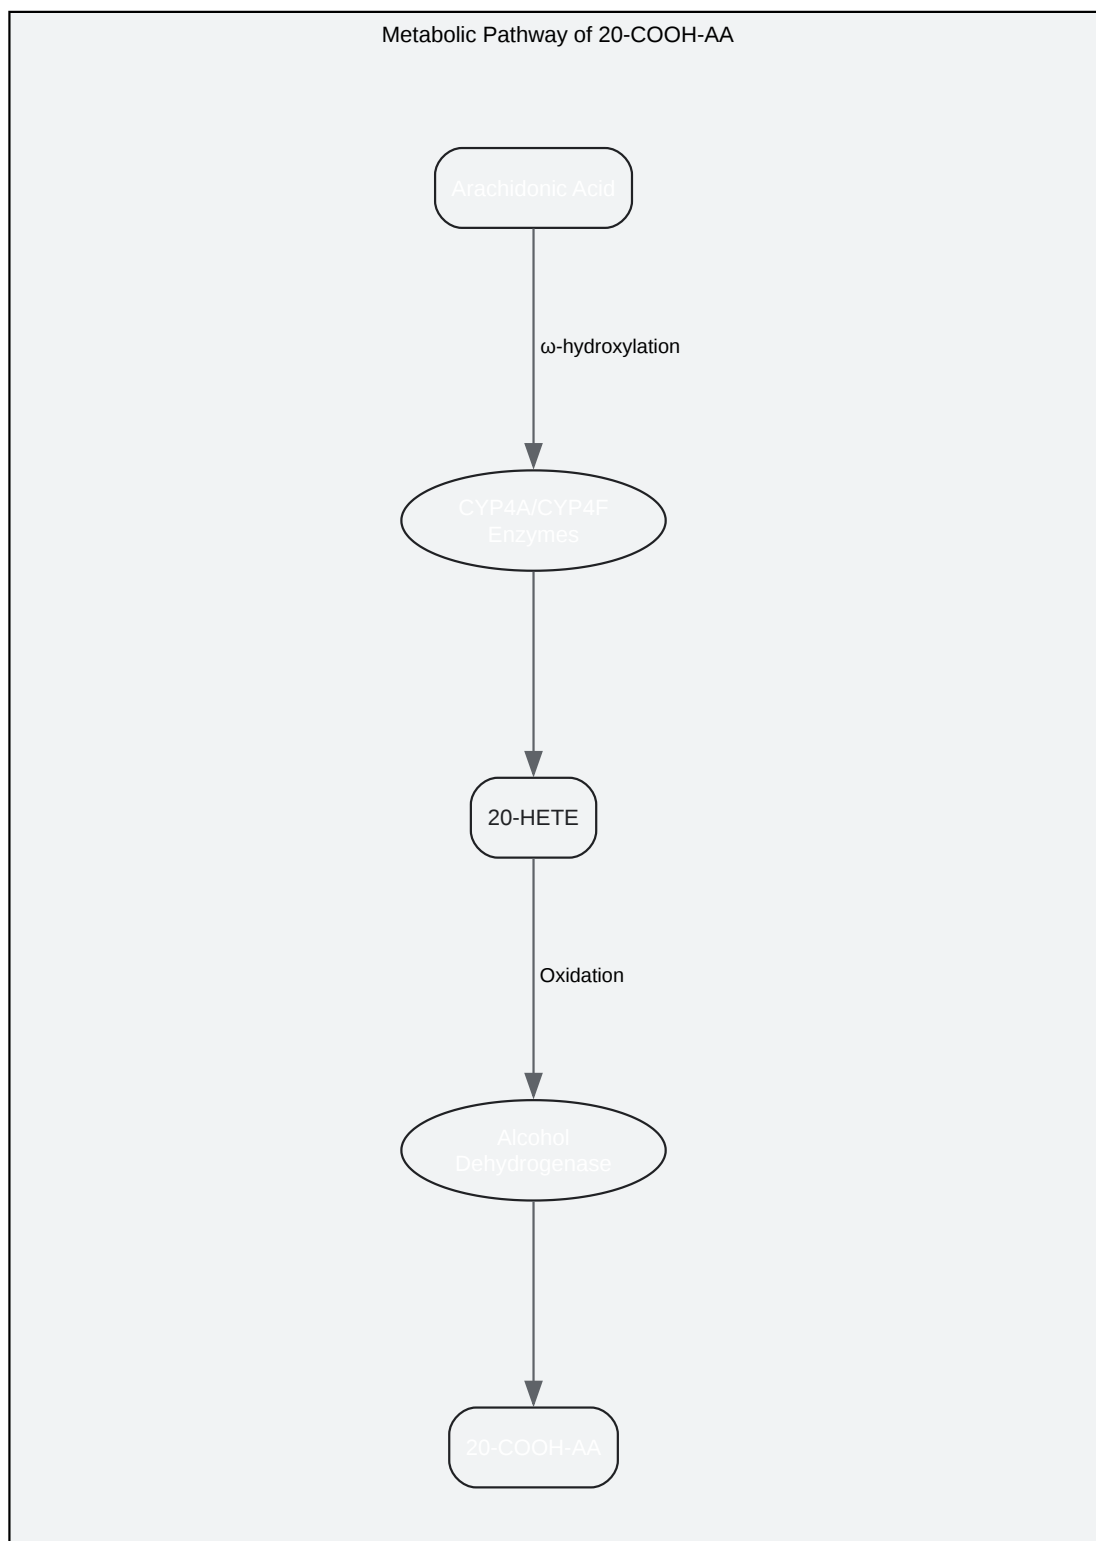 Metabolic Pathway of 20-COOH-AA
Arachidonic Acid
ω-hydroxylation
CYP4A/CYP4F
Enzymes
20-HETE
Oxidation
Alcohol
Dehydrogenase
20-COOH-AA